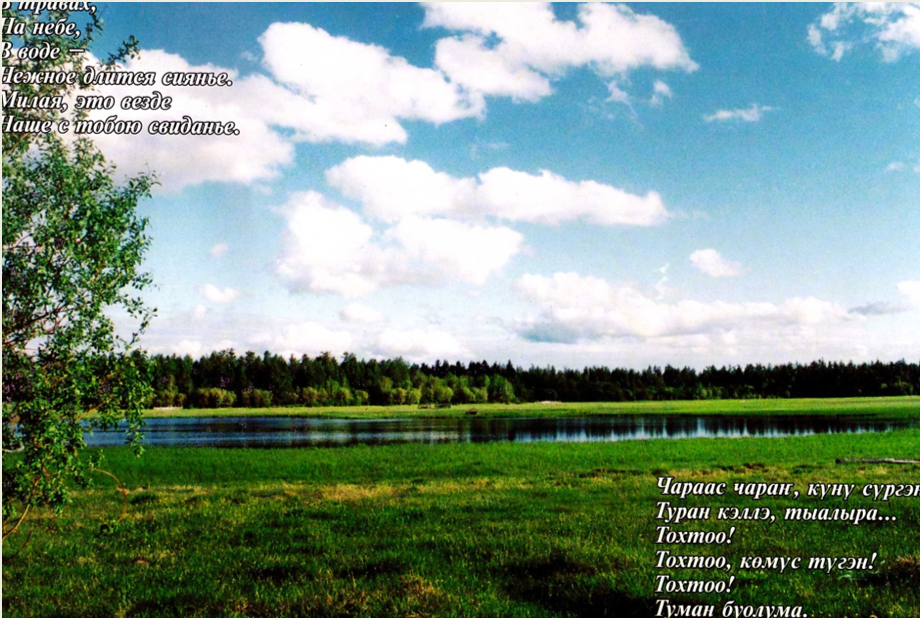 В травах,
На небе,
В воде –
Нежное длится сиянье.
Милая, это везде
Наше с тобою свиданье.
Чараас чараҥ, күнү сүргэн
Туран кэллэ, тыалыра...
Тохтоо!
Тохтоо, көмүс түгэн!
Тохтоо!
Туман буолума.